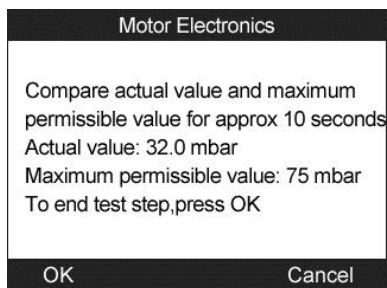 Motor Electronics
Compare actual value and maximum
permissible value for approx 10 seconds
Actual value: 32.0 mbar
Maximum permissible value: 75 mbar
To end test step,press OK
OK Cancel